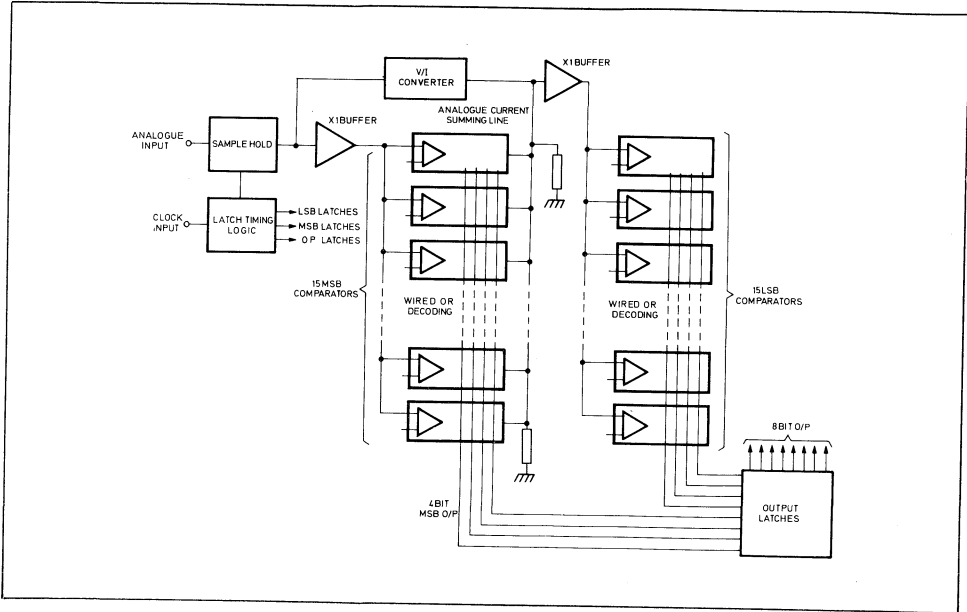 V/I
CONVERTER
X1 BUFFER
ANALOGUE CURRENT
SUMMING LINE
X1 BUFFER
ANALOGUE
INPUT
SAMPLE HOLD
CLOCK
INPUT
LATCH TIMING
LOGIC
LSB LATCHES
MSB LATCHES
O P LATCHES
15 MSB
COMPARATORS
WIRED OR
DECODING
WIRED OR
DECODING
15 LSB
COMPARATORS
8 BIT O/P
4 BIT
MSB O/P
OUTPUT
LATCHES